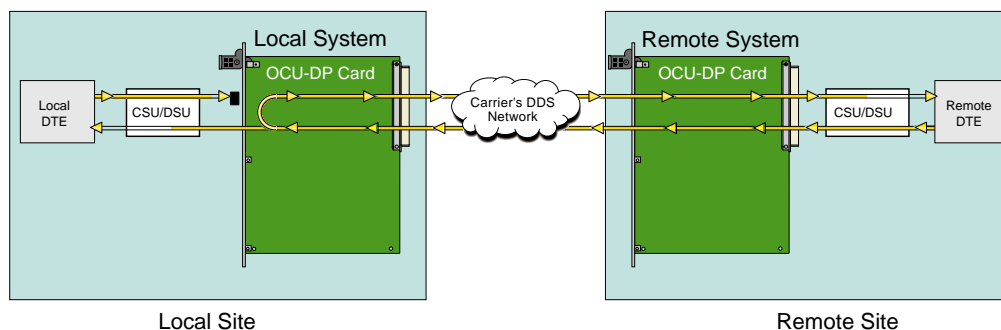 Local System
Remote System
OCU-DP Card
OCU-DP Card
Local
DTE
CSU/DSU
Carrier's DDS
Network
CSU/DSU
Remote
DTE
Local Site
Remote Site